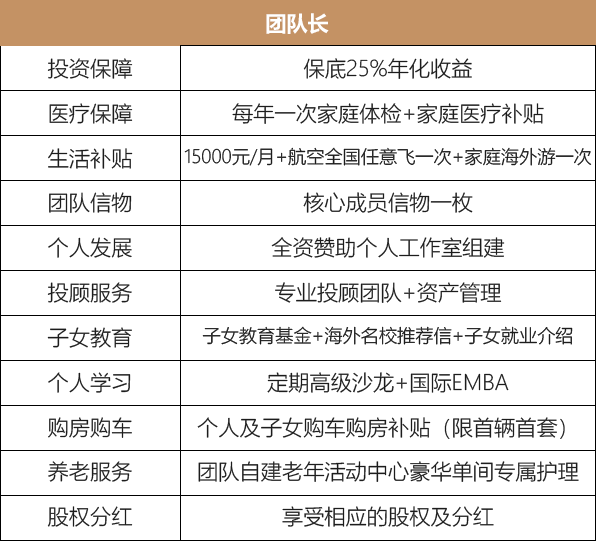 团队长
投资保障 保底25%年化收益
医疗保障 每年一次家庭体检+家庭医疗补贴
生活补贴 15000元/月+航空全国任意飞一次+家庭海外游一次
团队信物 核心成员信物一枚
个人发展 全资赞助个人工作室组建
投顾服务 专业投顾团队+资产管理
子女教育 子女教育基金+海外名校推荐信+子女就业介绍
个人学习 定期高级沙龙+国际EMBA
购房购车 个人及子女购车购房补贴（限首辆首套）
养老服务 团队自建老年活动中心豪华单间专属护理
股权分红 享受相应的股权及分红